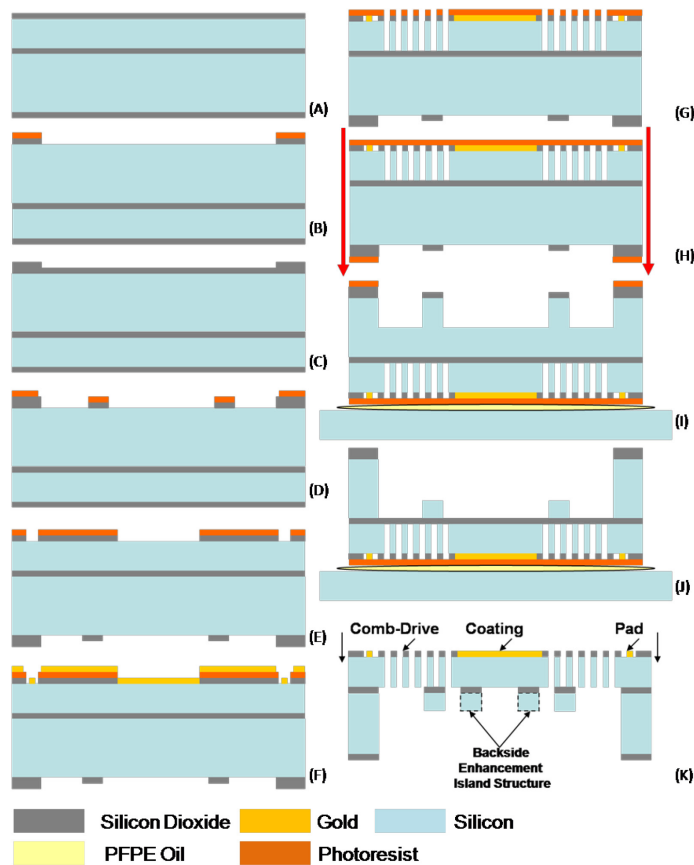 (A)
(B)
(C)
(D)
(E)
(F)
(G)
(H)
(I)
(J)
Comb-Drive Coating Pad
Backside
Enhancement
Island Structure
(K)
Silicon Dioxide Gold Silicon
PFPE Oil Photoresist